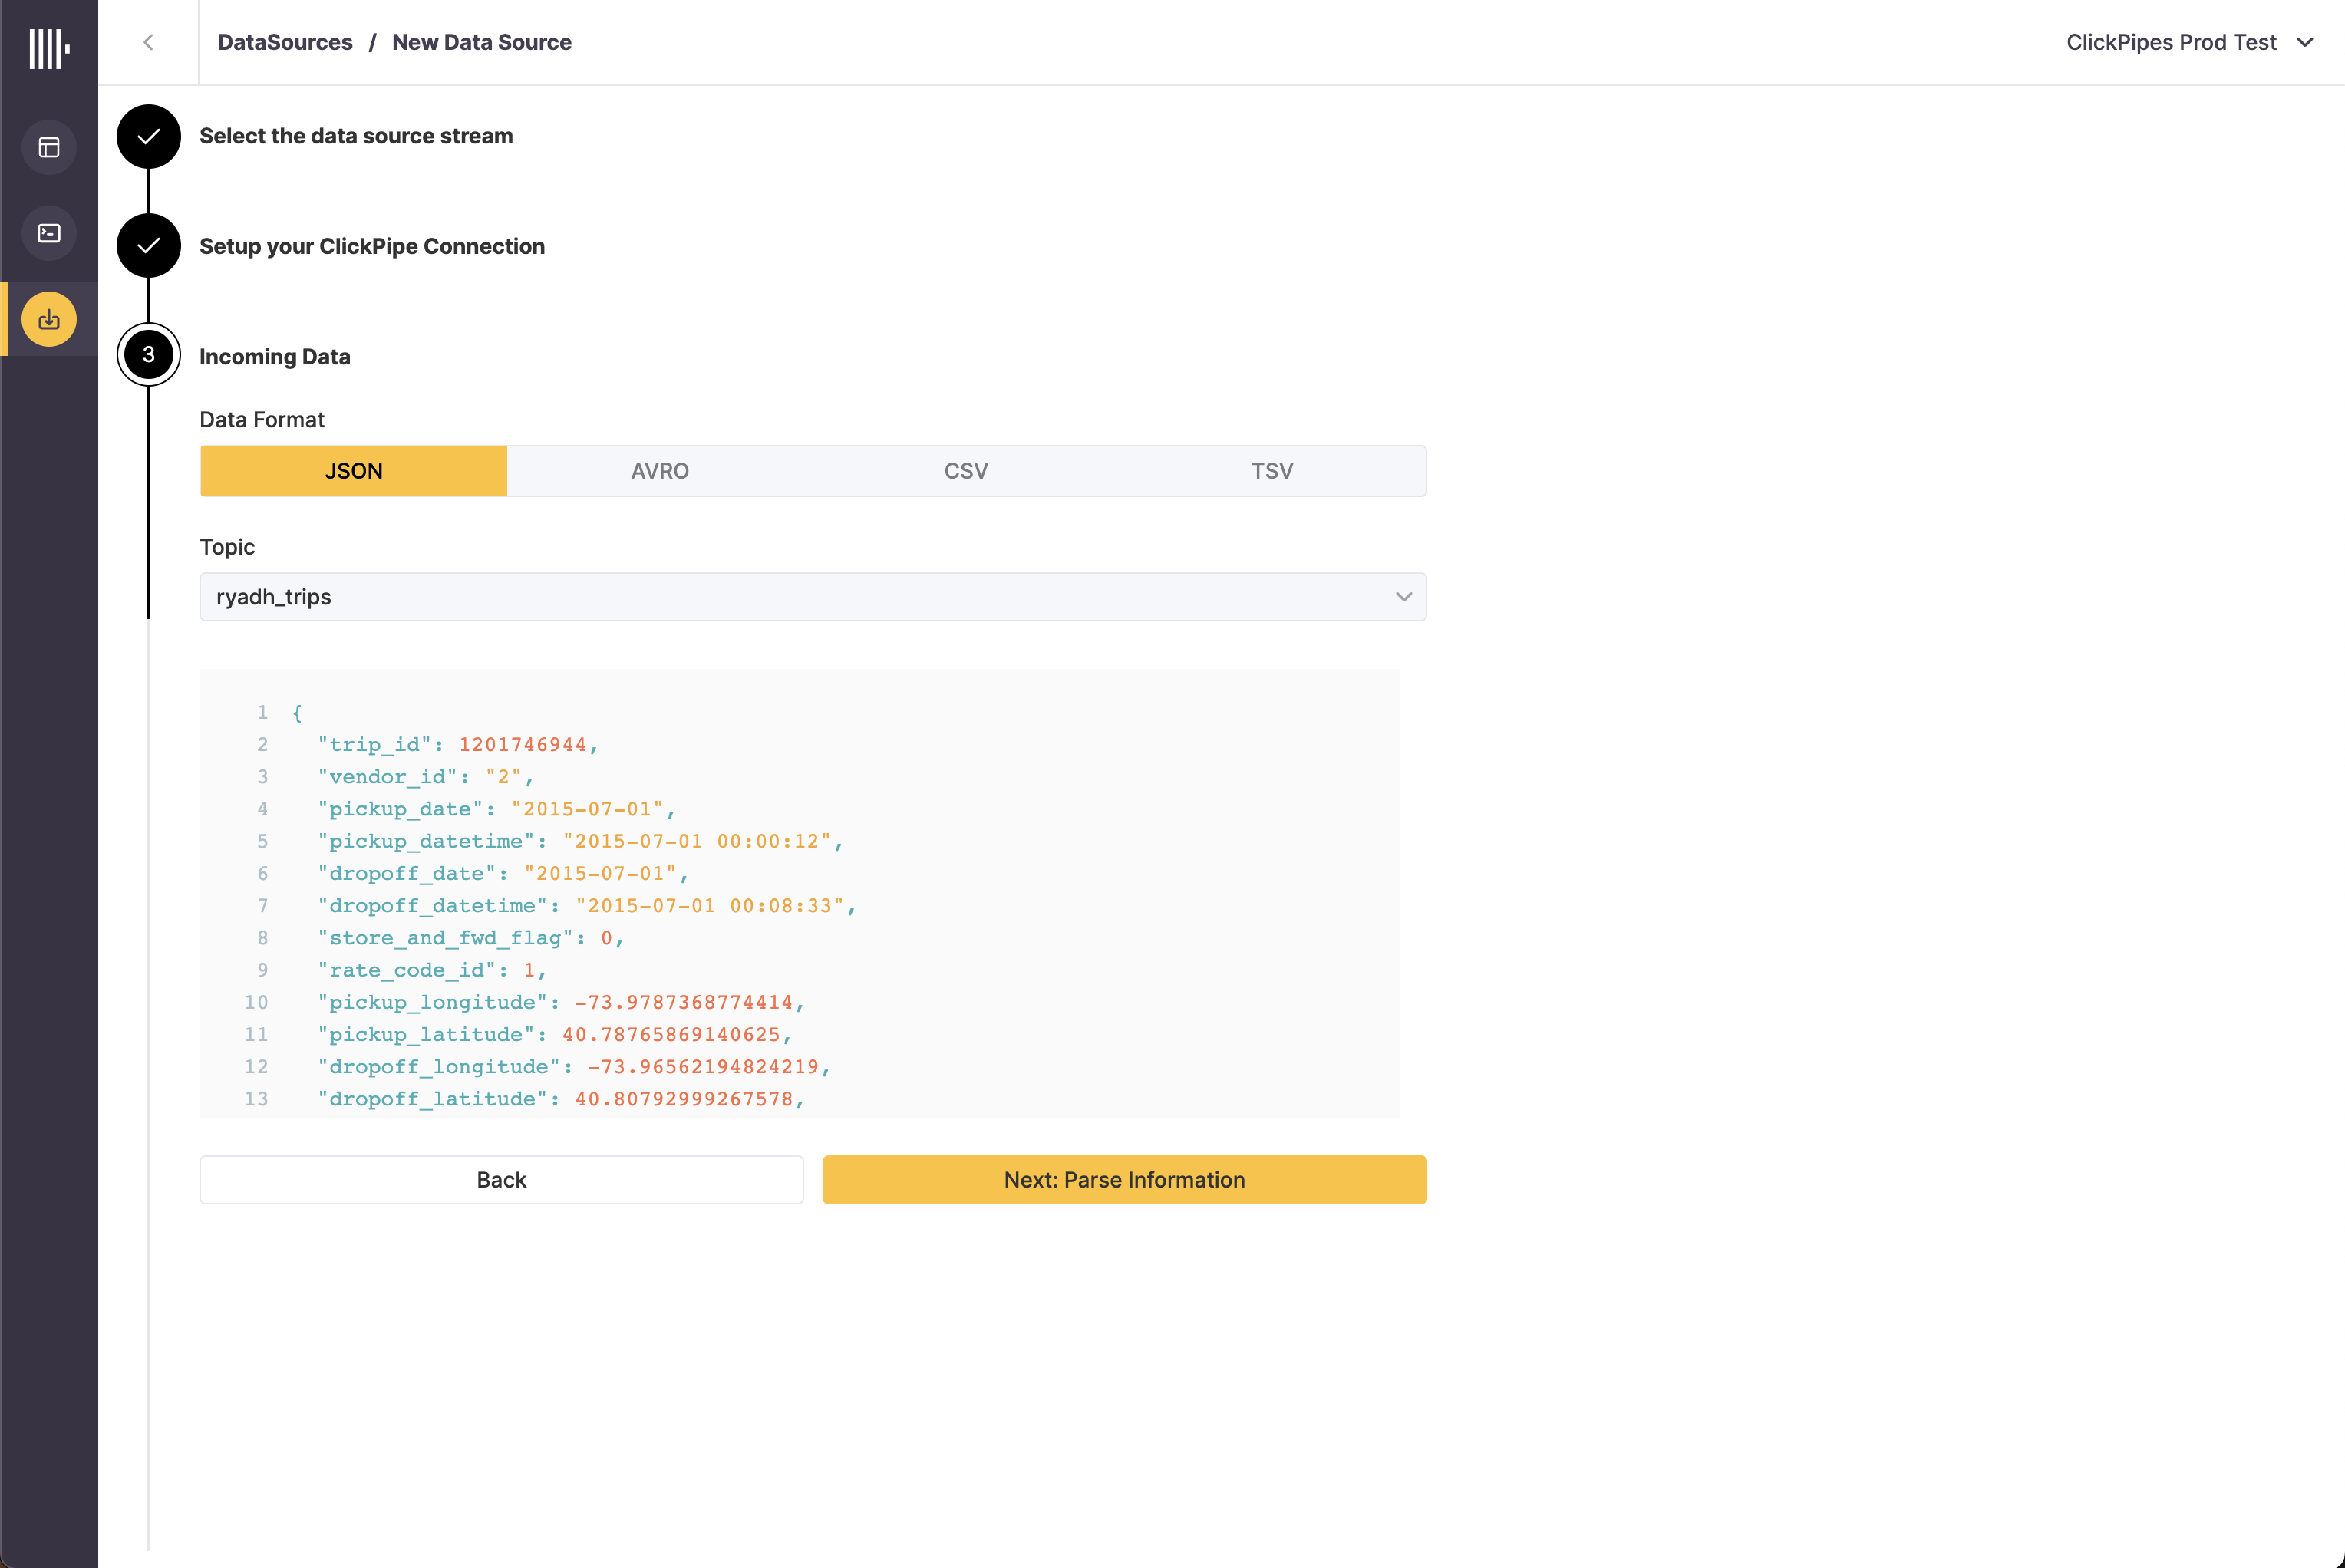 DataSources / New Data Source
ClickPipes Prod Test
Select the data source stream
Setup your ClickPipe Connection
3
Incoming Data
Data Format
JSON AVRO CSV TSV
Topic
ryadh_trips
1 {
2 "trip_id": 1201746944,
3 "vendor_id": "2",
4 "pickup_date": "2015-07-01",
5 "pickup_datetime": "2015-07-01 00:00:12",
6 "dropoff_date": "2015-07-01",
7 "dropoff_datetime": "2015-07-01 00:08:33",
8 "store_and_fwd_flag": 0,
9 "rate_code_id": 1,
10 "pickup_longitude": -73.9787368774414,
11 "pickup_latitude": 40.78765869140625,
12 "dropoff_longitude": -73.96562194824219,
13 "dropoff_latitude": 40.80792999267578,
Back
Next: Parse Information